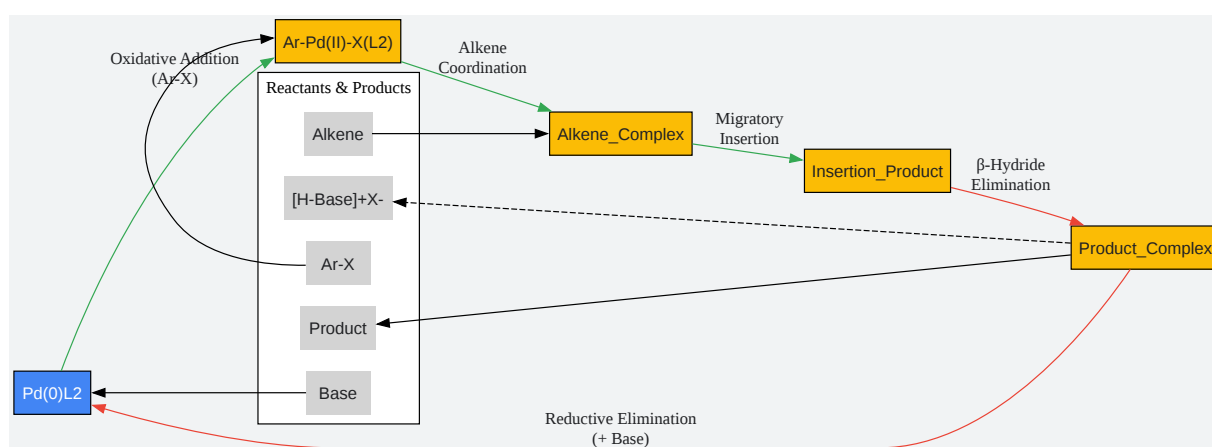 Ar-Pd(II)-X(L2)
Oxidative Addition
(Ar-X)
Alkene
Coordination
Reactants & Products
Alkene
Alkene_Complex
Migratory
Insertion
Insertion_Product
β-Hydride
Elimination
[H-Base]+X-
Product_Complex
Ar-X
Product
Pd(0)L2
Base
Reductive Elimination
(+ Base)